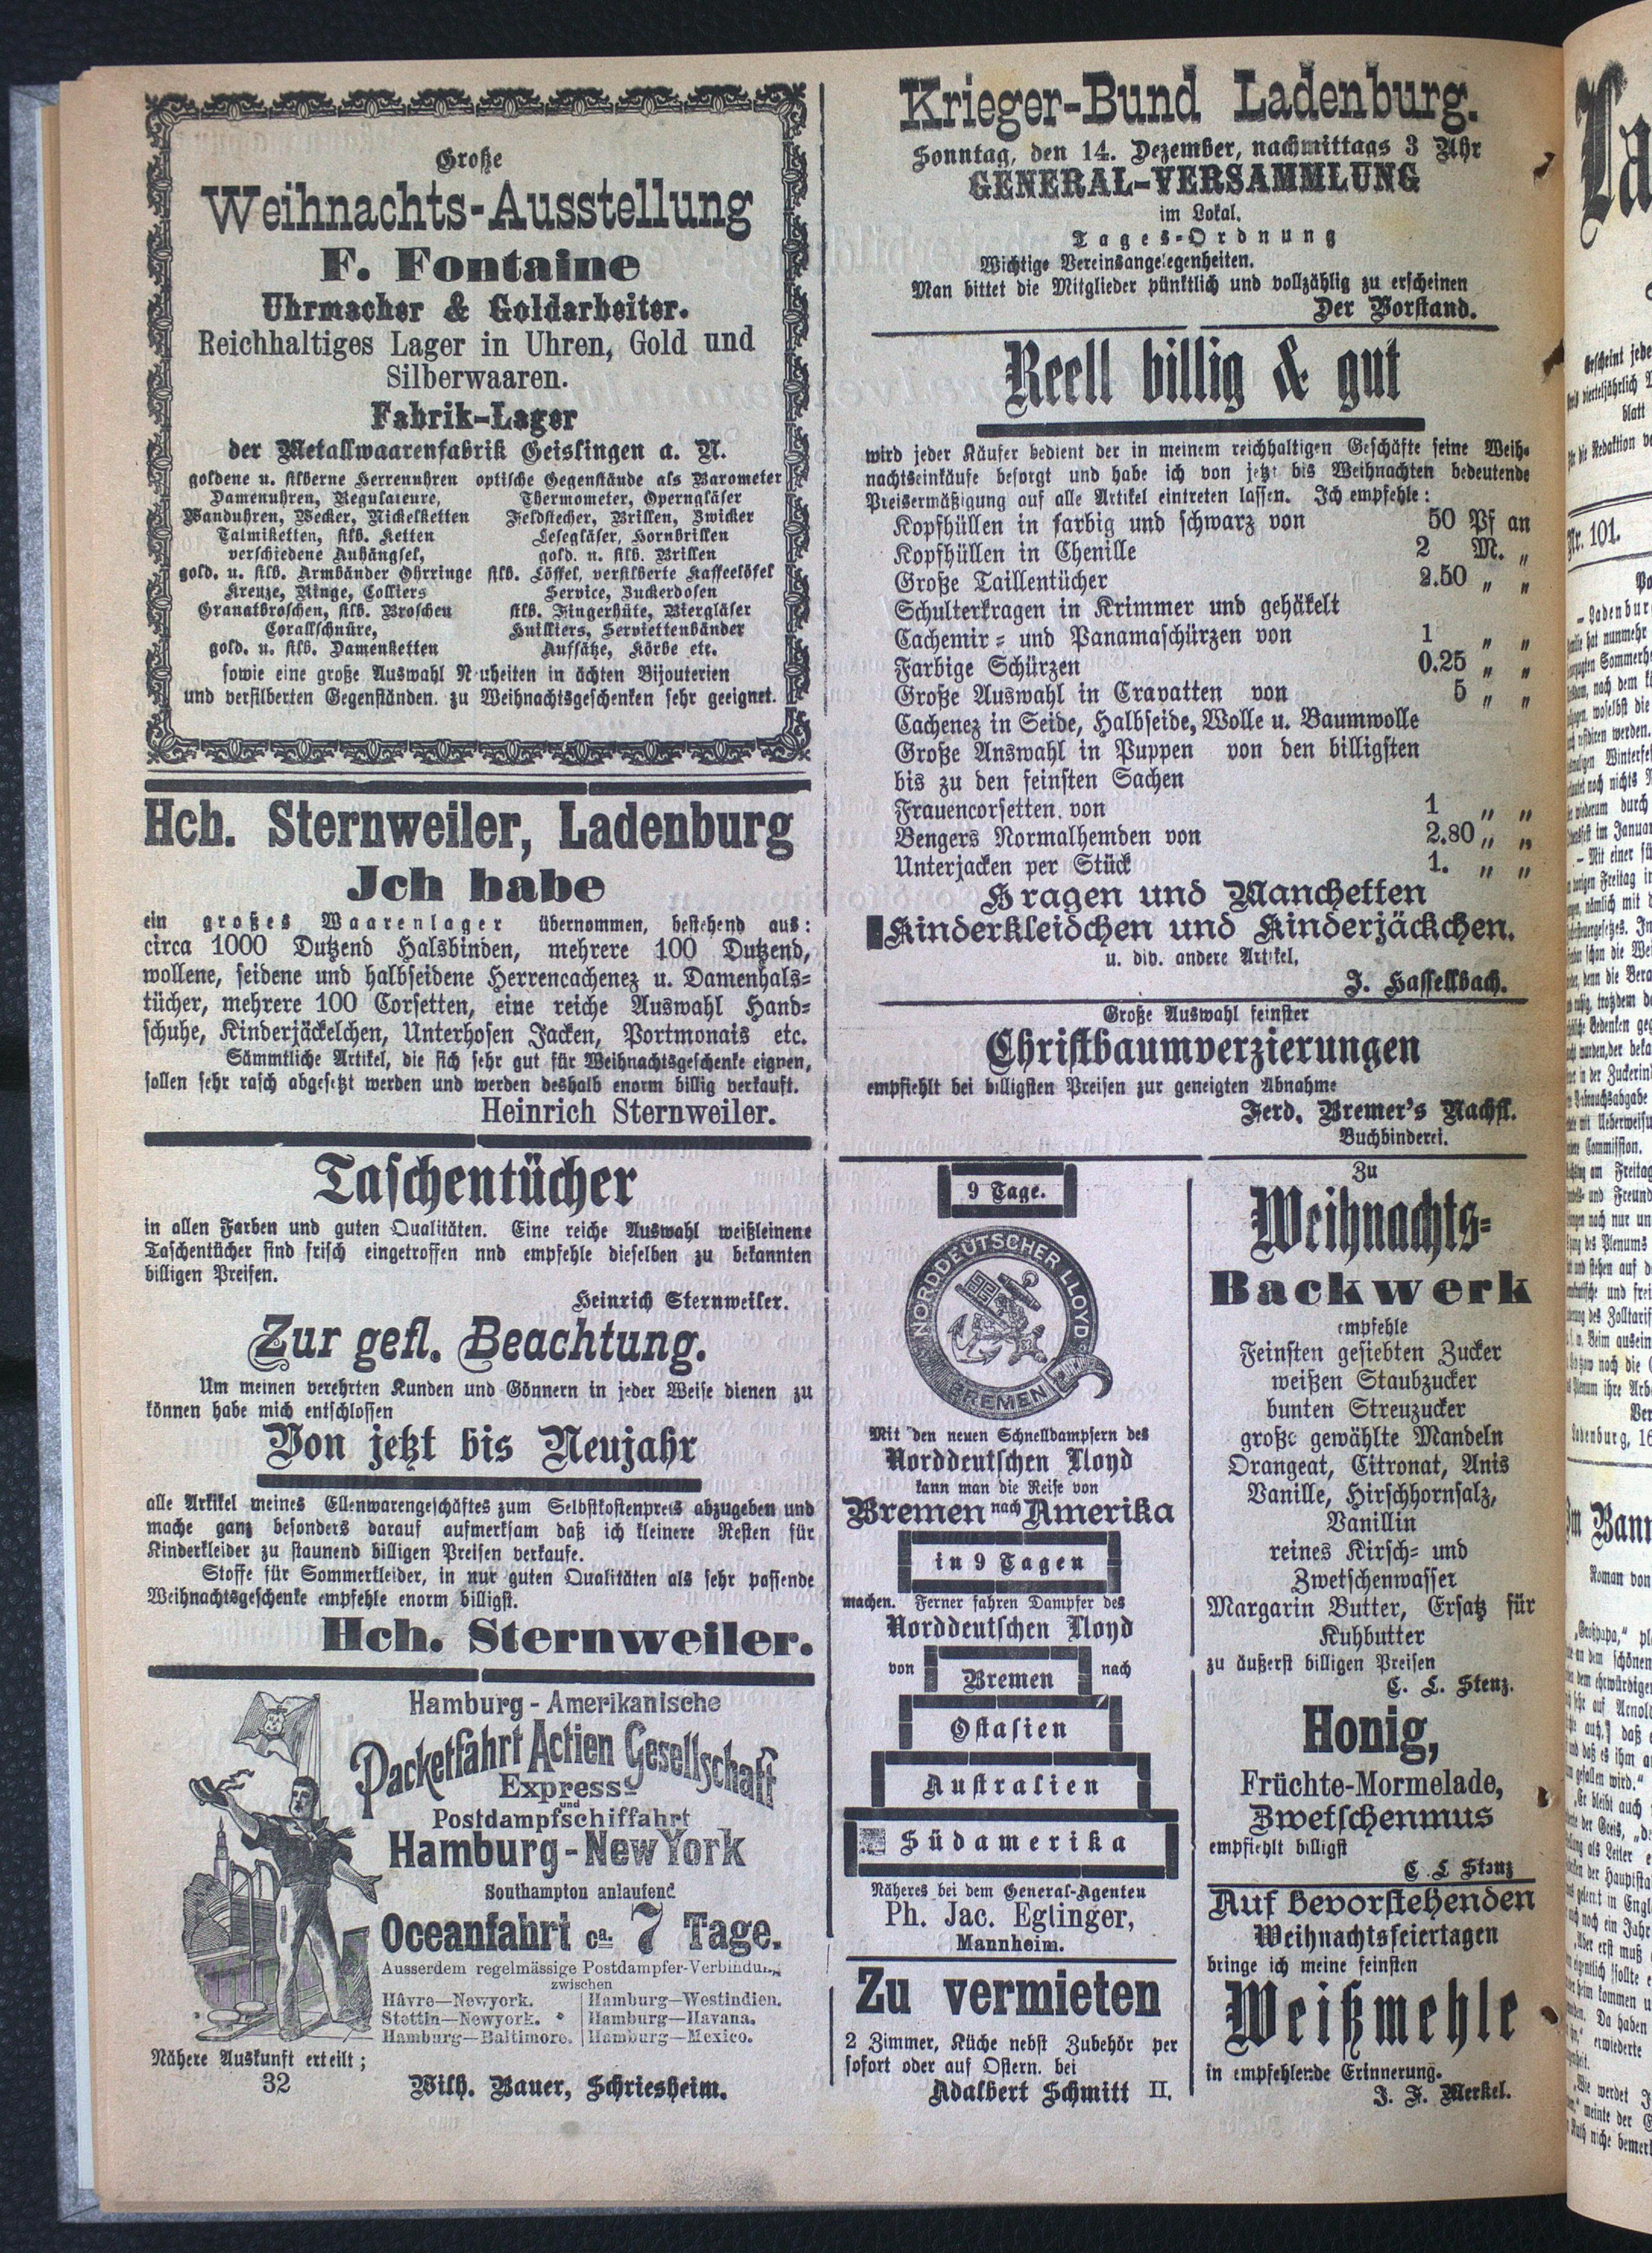 Große
Weihnachts-Ausstellung
F. Fontaine
Uhrmacher & Goldarbeiter.
Reichhaltiges Lager in Uhren, Gold und
Silberwaaren.
Fabrik-Lager
der Metallwaarenfabrik Geislingen a. N.
goldene u. silberne Herrenuhren
Damenuhren, Regulateure,
Wanduhren, Wecker, Nickelketten
Talmiketten, silb. Ketten
verschiedene Anhängsel,
gold. u. silb. Armbänder Ohrringe
Kreuze, Ringe, Colliers
Granatbroschen, silb. Broschen
Corallschnüre,
gold. u. silb. Damenketten
optische Gegenstände als Barometer
Thermometer, Operngläser
Feldstecher, Brillen, Zwicker
Lesegläser, Hornbrillen
gold. u. silb. Brillen
silb. Löffel, versilberte Kaffeelöfel
Service, Zuckerdosen
silb. Fingerhüte, Biergläser
Huilliers, Serviettenbänder
Aufsätze, Körbe etc.
sowie eine große Auswahl N uheiten in ächten Bijouterien
und versilberten Gegenständen. zu Weihnachtsgeschenken sehr geeignet.
Hch. Sternweiler, Ladenburg
Ich habe
ein großes Waarenlager übernommen, bestehend aus:
circa 1000 Dutzend Halsbinden, mehrere 100 Dutzend,
wollene, seidene und halbseidene Herrencachenez u. Damenhals-
tücher, mehrere 100 Corsetten, eine reiche Auswahl Hand-
schuhe, Kinderjäckelchen, Unterhosen Jacken, Portmonais etc.
Sämmtliche Artikel, die sich sehr gut für Weihnachtsgeschenke eignen,
sollen sehr rasch abgesetzt werden und werden deshalb enorm billig verkauft.
Heinrich Sternweiler.
Taschentücher
in allen Farben und guten Qualitäten. Eine reiche Auswahl weißleinene
Taschentücher sind frisch eingetroffen nnd empfehle dieselben zu bekannten
billigen Preisen.
Heinrich Sternweiler.
Zur gefl. Beachtung.
Um meinen verehrten Kunden und Gönnern in jeder Weise dienen zu
können habe mich entschlossen
Von jetzt bis Neujahr
alle Artikel meines Ellenwarengeschäftes zum Selbstkostenpreis abzugeben und
mache ganz besonders darauf aufmerksam daß ich kleinere Resten für
Kinderkleider zu staunend billigen Preisen verkaufe.
Stoffe für Sommerkleider, in nur guten Qualitäten als sehr passende
Weihnachtsgeschenke empfehle enorm billigst.
Hch. Sternweiler.
Hamburg-Amerikanische
Packetfahrt Actien Gesellschaft
Express-
und
Postdampfschiffahrt
Hamburg-New York
Southampton anlaufend
Oceanfahrt ca. 7 Tage.
Ausserdem regelmässige Postdampfer-Verbindung
zwischen
Hâvre—Newyork.
Stettin—Newyork.
Hamburg—Baltimore.
Hamburg—Westindien.
Hamburg—Havana.
Hamburg—Mexico.
Nähere Auskunft erteilt;
32 Wilh. Bauer, Schriesheim.
Krieger-Bund Ladenburg.
Sonntag, den 14. Dezember, nachmittags 3 Uhr
GENERAL-VERSAMMLUNG
im Lokal.
Tages-Ordnung
Wichtige Vereinsangelegenheiten.
Man bittet die Mitglieder pünktlich und vollzählig zu erscheinen
Der Vorstand.
Reell billig & gut
wird jeder Käufer bedient der in meinem reichhaltigen Geschäfte seine Weih-
nachtseinkäufe besorgt und habe ich von jetzt bis Weihnachten bedeutende
Preisermäßigung auf alle Artikel eintreten lassen. Ich empfehle:
Kopfhüllen in farbig und schwarz von 50 Pf an
Kopfhüllen in Chenille 2 M. „
Große Taillentücher 2.50 „ „
Schulterkragen in Krimmer und gehäkelt
Cachemir- und Panamaschürzen von 1 „ „
Farbige Schürzen 0.25 „ „
Große Auswahl in Cravatten von 5 „ „
Cachenez in Seide, Halbseide, Wolle u. Baumwolle
Große Answahl in Puppen von den billigsten
bis zu den feinsten Sachen
Frauencorsetten. von 1 „ „
Bengers Normalhemden von 2.80 „ „
Unterjacken per Stück 1. „ „
Kragen und Manchetten
Kinderkleidchen und Kinderjäckchen.
u. div. andere Artikel,
J. Hassellbach.
Große Auswahl feinster
Christbaumverzierungen
empfiehlt bei billigsten Preisen zur geneigten Abnahme
Ferd. Bremer's Nachfl.
Buchbinderei.
9 Tage.
NORDDEUTSCHER LLOYD
BREMEN
Mit den neuen Schnelldampfern des
Norddeutschen Lloyd
kann man die Reise von
Bremen nach Amerika
in 9 Tagen
machen. Ferner fahren Dampfer des
Norddeutschen Lloyd
von Bremen nach
Ostasien
Australien
Südamerika
Näheres bei dem General-Agenten
Ph. Jac. Eglinger,
Mannheim.
Zu vermieten
2 Zimmer, Küche nebst Zubehör per
sofort oder auf Ostern. bei
Adalbert Schmitt II.
Zu
Weihnachts-
Backwerk
empfehle
Feinsten gesiebten Zucker
weißen Staubzucker
bunten Streuzucker
große gewählte Mandeln
Orangeat, Citronat, Anis
Vanille, Hirschhornsalz,
Vanillin
reines Kirsch- und
Zwetschenwasser
Margarin Butter, Ersatz für
Kuhbutter
zu äußerst billigen Preisen
C. L. Stenz.
Honig,
Früchte-Mormelade,
Zwetschenmus
empfiehlt billigst
C. L Stenz
Auf bevorstehenden
Weihnachtsfeiertagen
bringe ich meine feinsten
Weißmehle
in empfehlende Erinnerung.
J. F. Merkel.
Nr. 101.